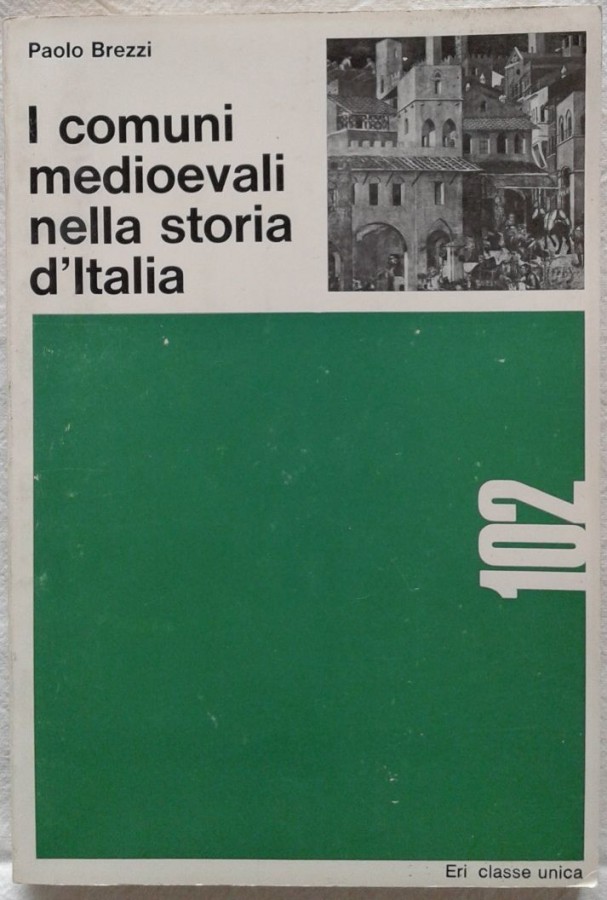 Paolo Brezzi
I comuni
medioevali
nella storia
d'Italia
102
Eri classe unica